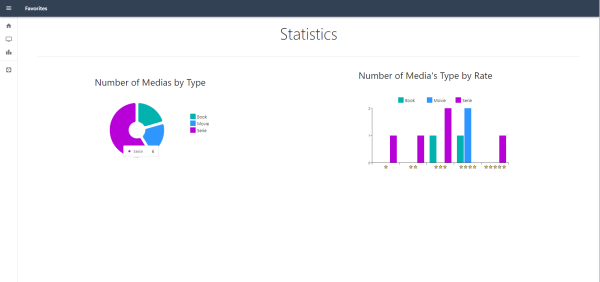 Favorites
Statistics
Number of Medias by Type
Book
Movie
Serie
Serie 6
Number of Media's Type by Rate
Book Movie Serie
2
1
0